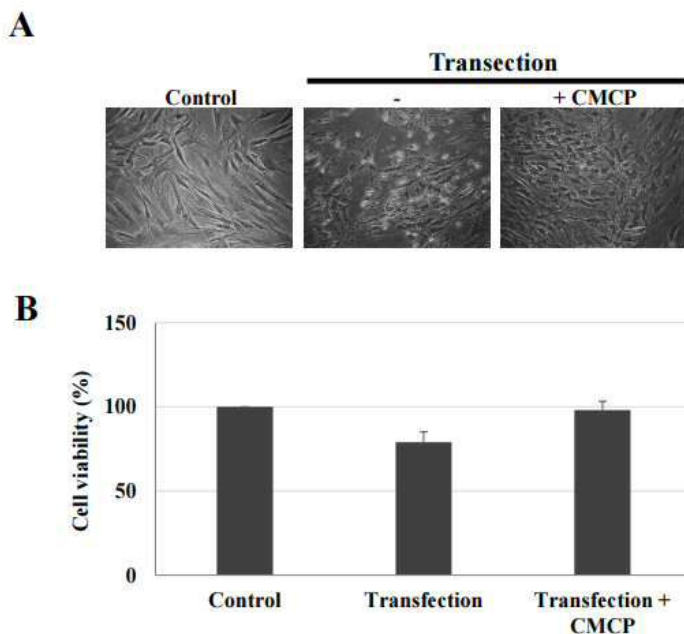 A
Transection
Control
-
+ CMCP
B
150
100
50
0
Cell viability (%)
Control
Transfection
Transfection +
CMCP